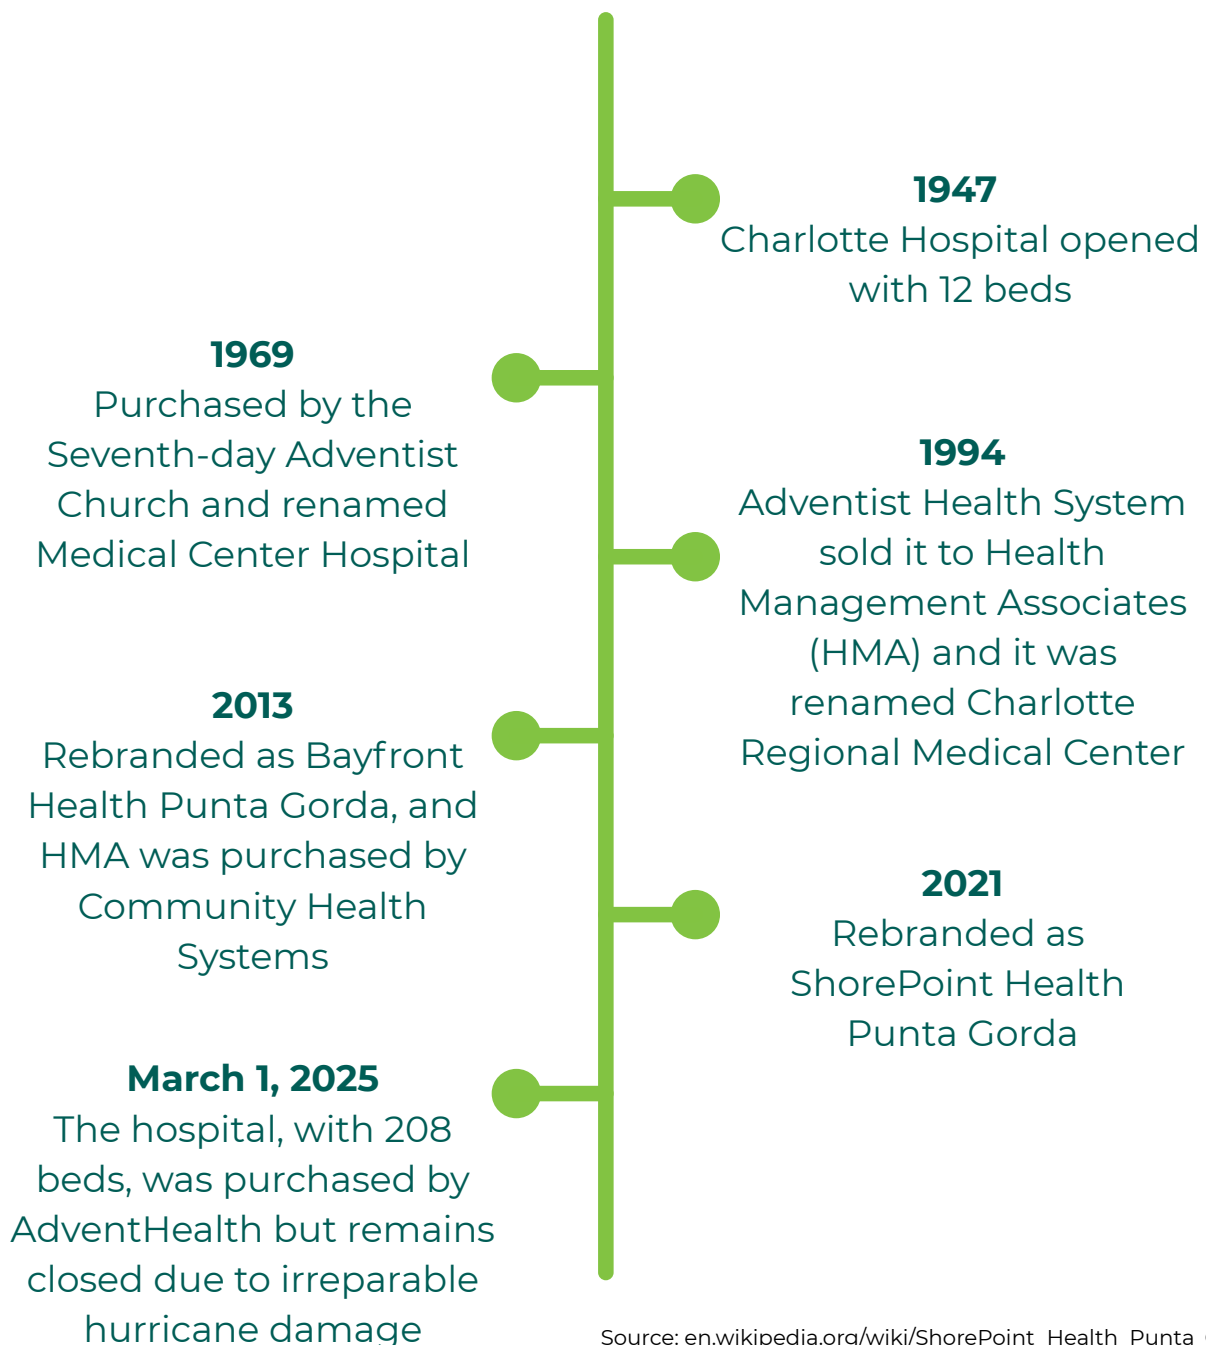 1947
Charlotte Hospital opened
with 12 beds
1969
Purchased by the
Seventh-day Adventist
Church and renamed
Medical Center Hospital
1994
Adventist Health System
sold it to Health
Management Associates
(HMA) and it was
renamed Charlotte
Regional Medical Center
2013
Rebranded as Bayfront
Health Punta Gorda, and
HMA was purchased by
Community Health
Systems
2021
Rebranded as
ShorePoint Health
Punta Gorda
March 1, 2025
The hospital, with 208
beds, was purchased by
AdventHealth but remains
closed due to irreparable
hurricane damage
Source: en.wikipedia.org/wiki/ShorePoint_Health_Punta_